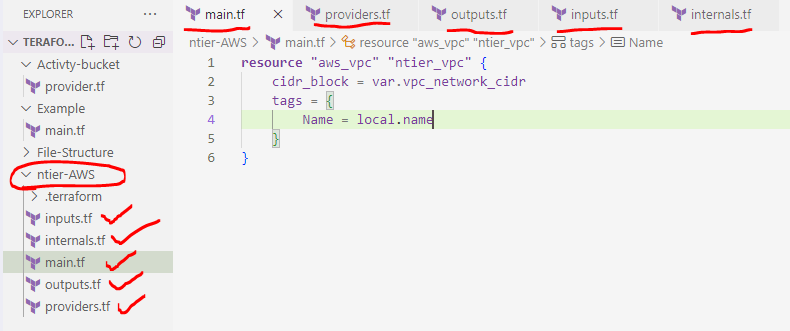 EXPLORER
TERAFO...
Activty-bucket
provider.tf
Example
main.tf
File-Structure
ntier-AWS
.terraform
inputs.tf
internals.tf
main.tf
outputs.tf
providers.tf
main.tf providers.tf outputs.tf inputs.tf internals.tf
ntier-AWS > main.tf > resource "aws_vpc" "ntier_vpc" > tags > Name
1 resource "aws_vpc" "ntier_vpc" {
2 cidr_block = var.vpc_network_cidr
3 tags = {
4 Name = local.name
5 }
6 }